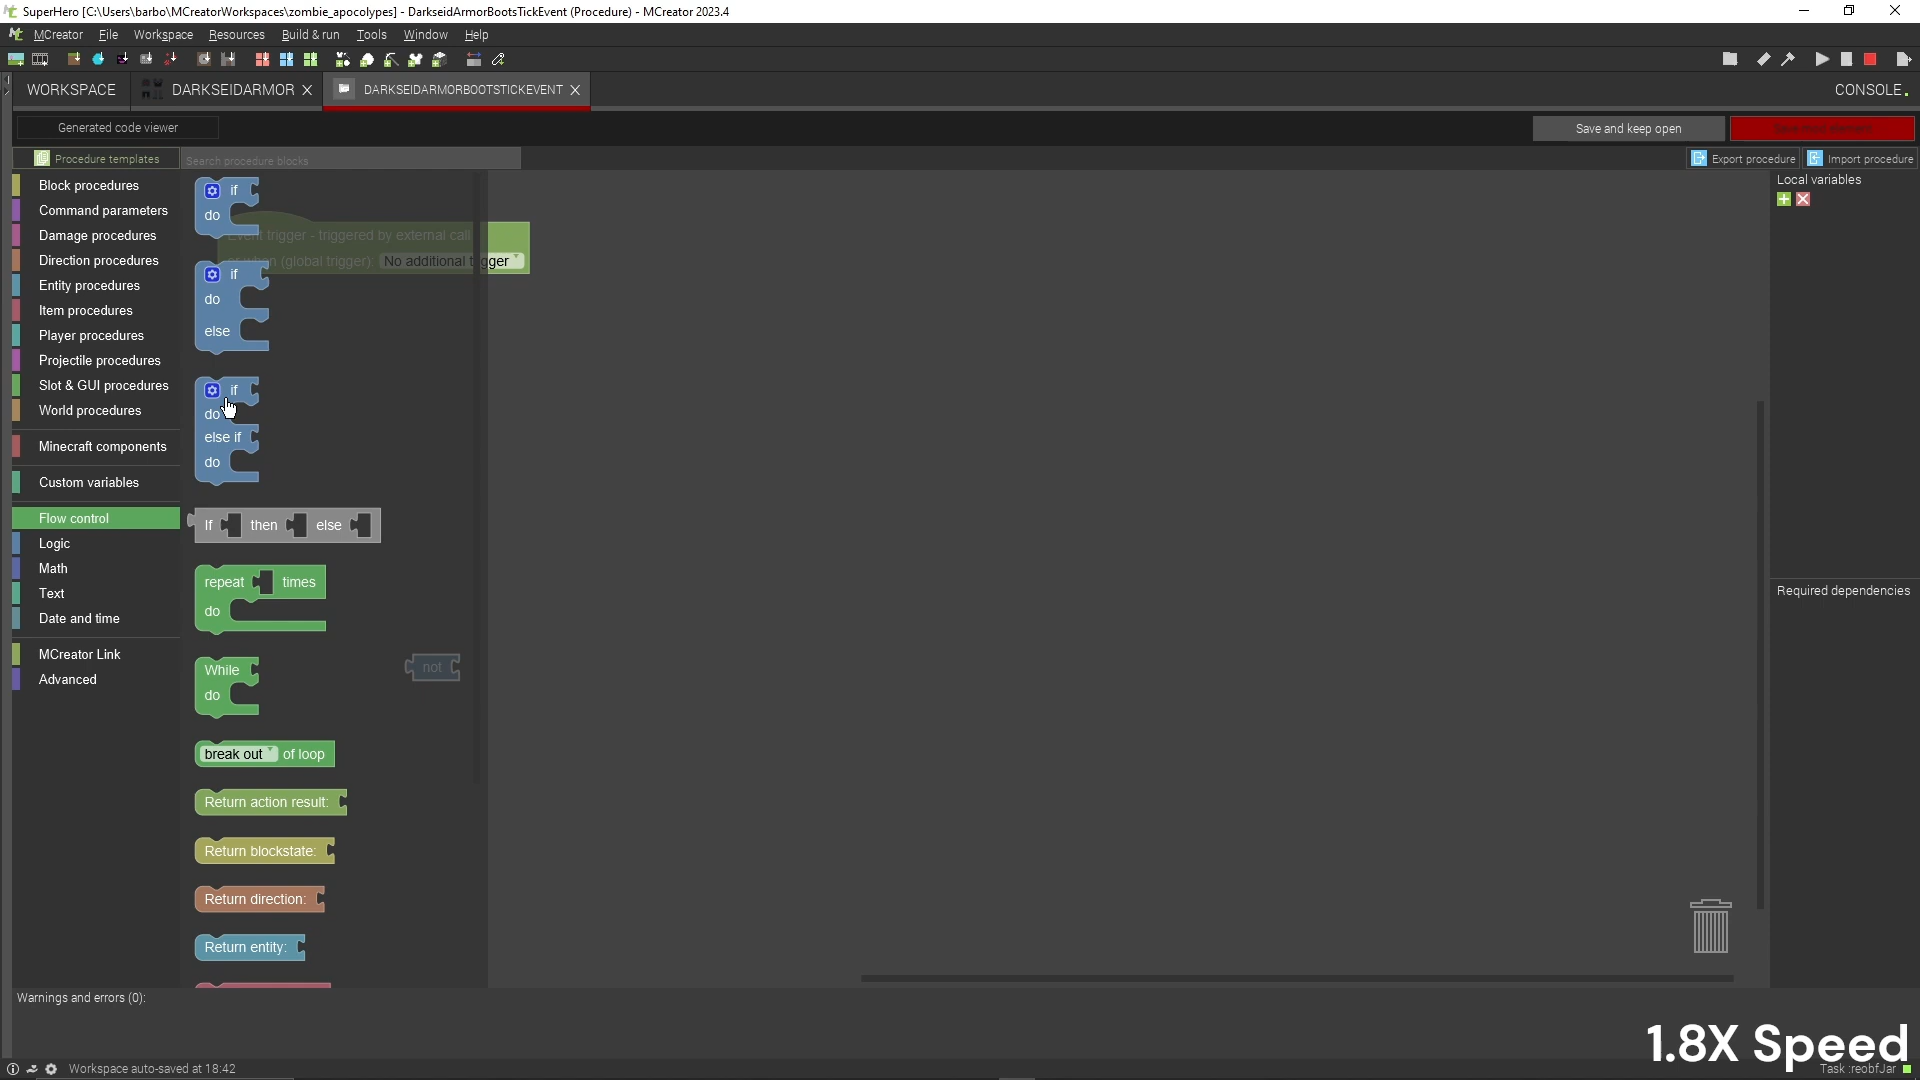 SuperHero [C:\Users\barbo\MCreatorWorkspaces\zombie_apocolypes] - DarkseidArmorBootsTickEvent (Procedure) - MCreator 2023.4
MCreator File Workspace Resources Build & run Tools Window Help
WORKSPACE DARKSEIDARMOR DARKSEIDARMORBOOTSTICKEVENT CONSOLE
Generated code viewer Save and keep open Save mod element
Procedure templates Search procedure blocks Export procedure Import procedure
Local variables
Block procedures
Command parameters
Damage procedures
Direction procedures
Entity procedures
Item procedures
Player procedures
Projectile procedures
Slot & GUI procedures
World procedures
Minecraft components
Custom variables
Flow control
Logic
Math
Text
Date and time
MCreator Link
Advanced
if
do
Event trigger - triggered by external call
(global trigger): No additional trigger
if
do
else
if
do
else if
do
If then else
repeat times
do
While
do
not
break out of loop
Return action result:
Return blockstate:
Return direction:
Return entity:
Required dependencies
Warnings and errors (0):
1.8X Speed
Workspace auto-saved at 18:42
Task :reobfJar